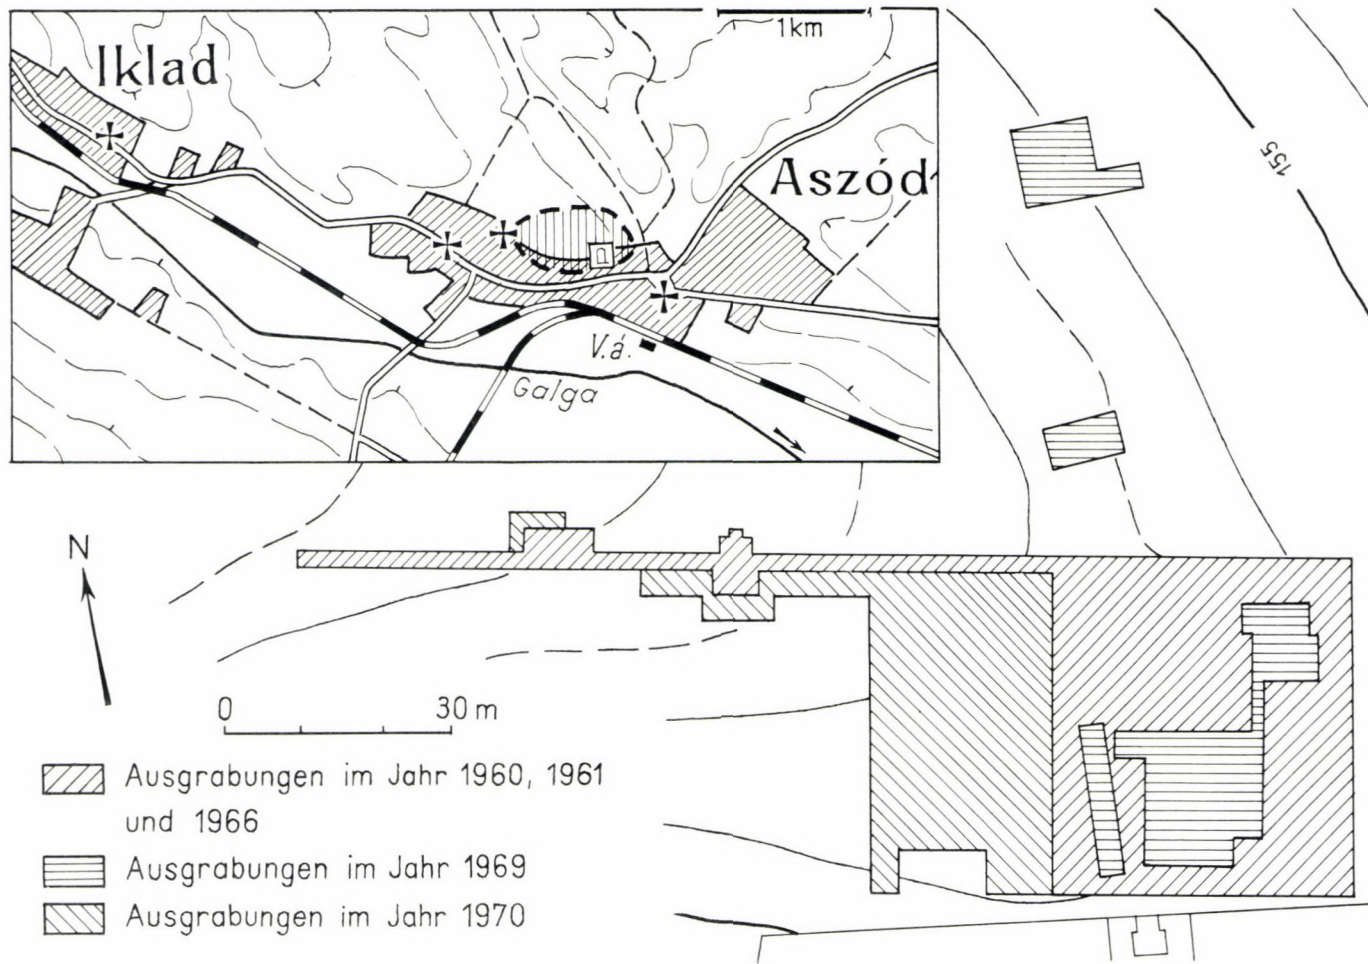 1km
Iklad
Aszód
V.á.
Galga
155
N
0 30 m
Ausgrabungen im Jahr 1960, 1961
und 1966
Ausgrabungen im Jahr 1969
Ausgrabungen im Jahr 1970